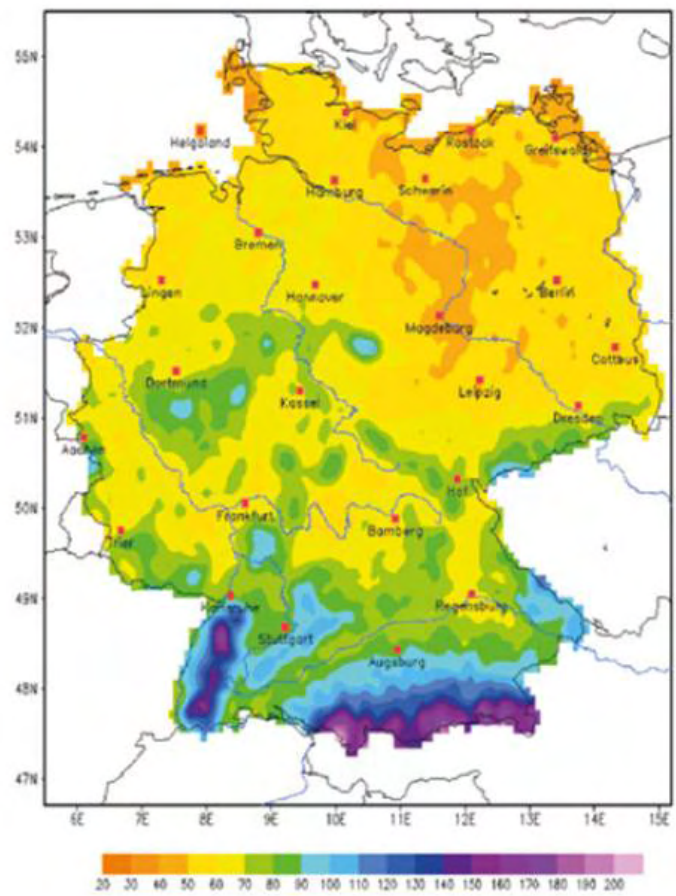 55N
54N
53N
52N
51N
50N
49N
48N
47N
Kiel
Helgoland
Rostock
Greifswald
Hamburg
Schwerin
Bremen
Lingen
Hannover
Berlin
Magdeburg
Cottbus
Dortmund
Kassel
Leipzig
Dresden
Aachen
Hof
Frankfurt
Bamberg
Trier
Karlsruhe
Regensburg
Stuttgart
Augsburg
6E 7E 8E 9E 10E 11E 12E 13E 14E 15E
20 30 40 50 60 70 80 90 100 110 120 130 140 150 160 170 180 190 200